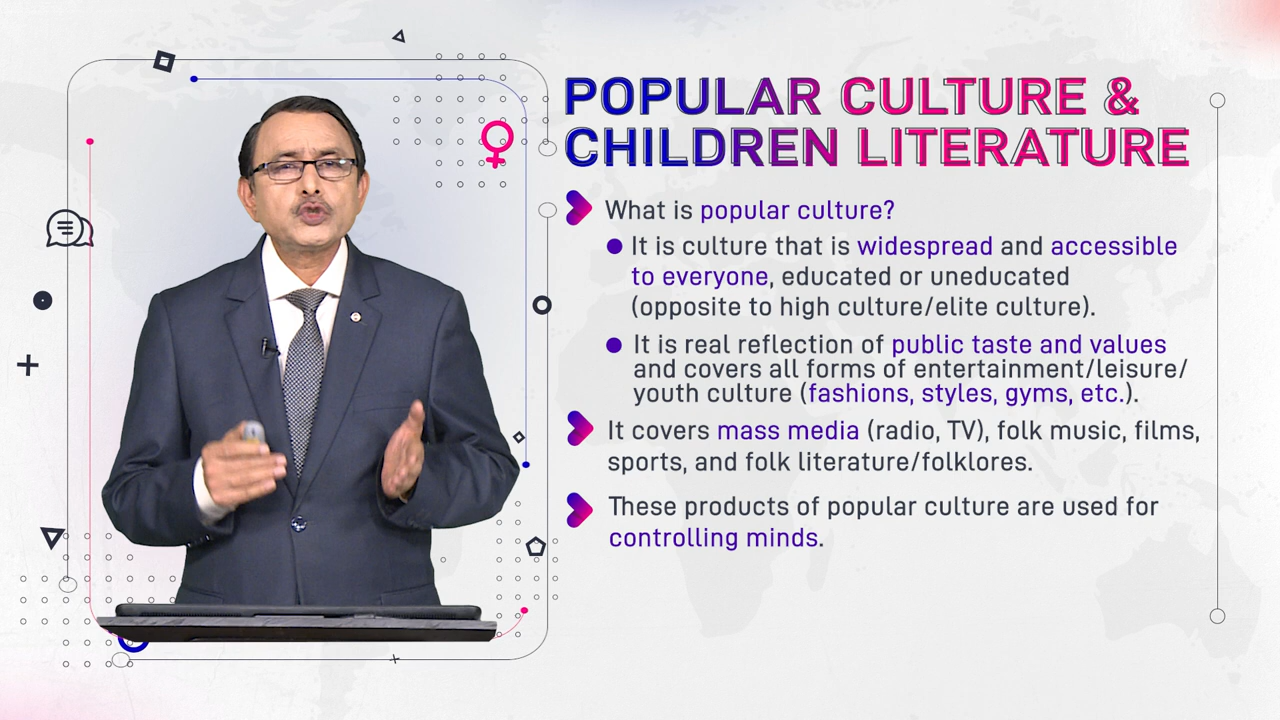 POPULAR CULTURE &
CHILDREN LITERATURE
What is popular culture?
It is culture that is widespread and accessible
to everyone, educated or uneducated
(opposite to high culture/elite culture).
It is real reflection of public taste and values
and covers all forms of entertainment/leisure/
youth culture (fashions, styles, gyms, etc.).
It covers mass media (radio, TV), folk music, films,
sports, and folk literature/folklores.
These products of popular culture are used for
controlling minds.